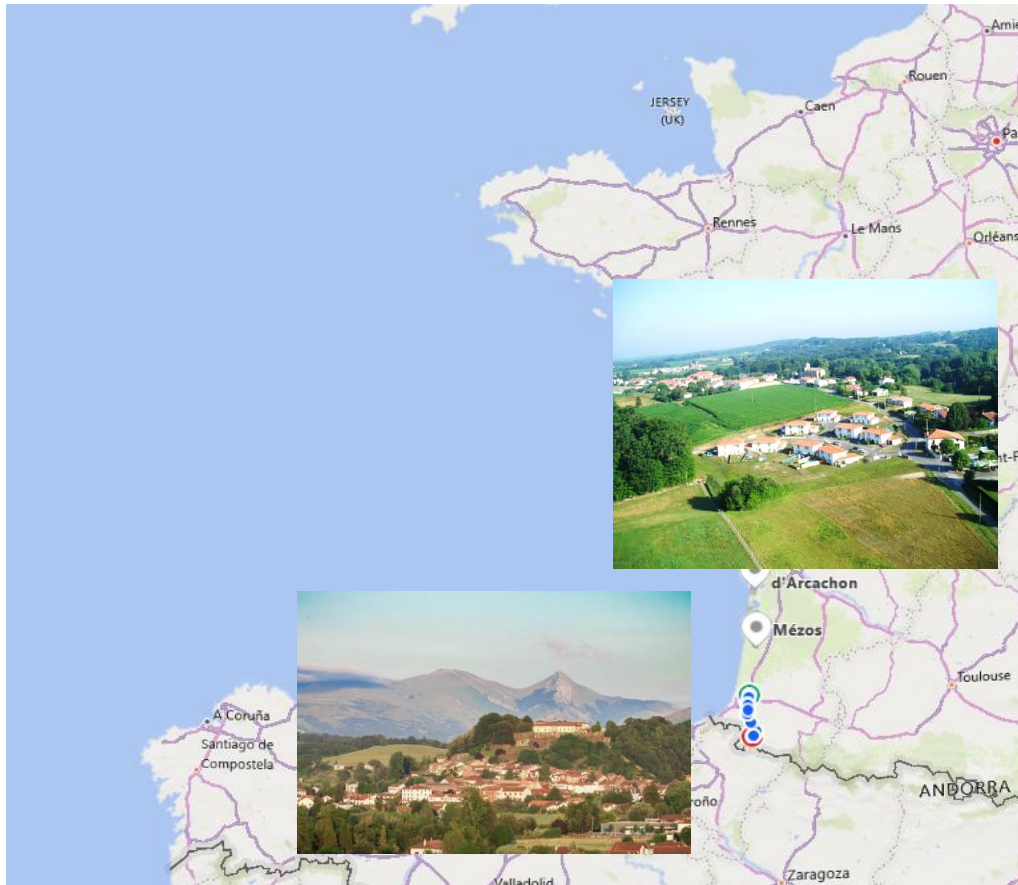 Amie
Rouen
JERSEY
(UK)
Caen
Pa
Rennes
Le Mans
Orléans
nt-F
d'Arcachon
Mézos
Toulouse
A Coruña
Santiago de
Compostela
ANDORRA
roño
Zaragoza
Valladolid